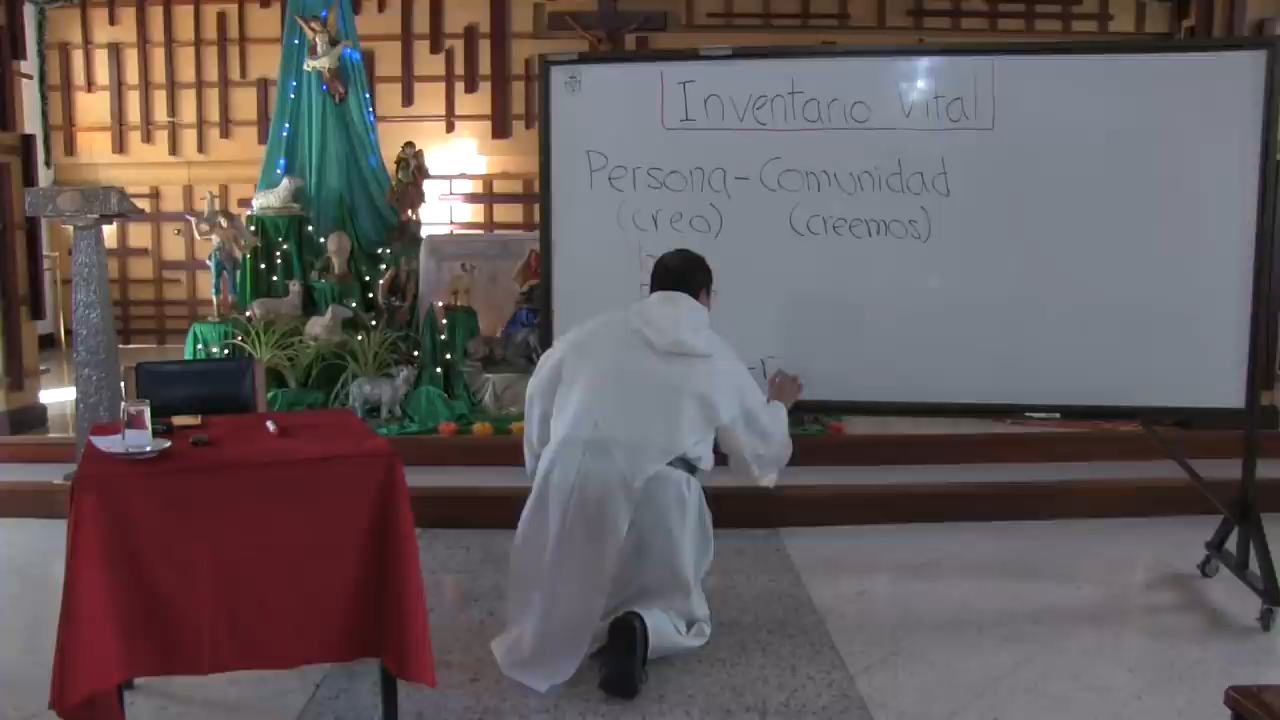 Inventario Vital
Persona - Comunidad
(creo) (creemos)